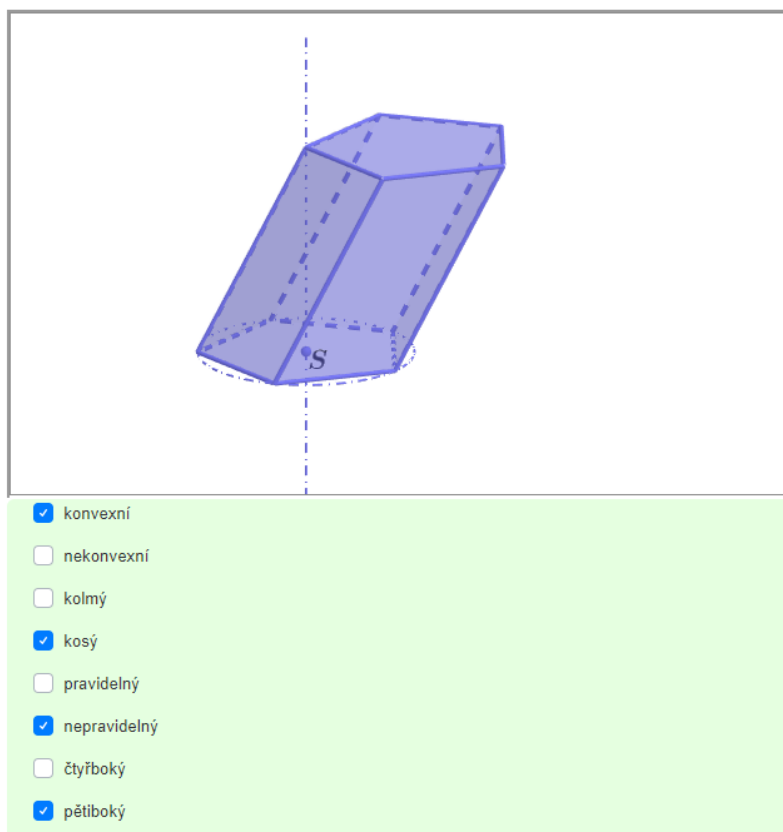 S
konvexní
nekonvexní
kolmý
kosý
pravidelný
nepravidelný
čtyřboký
pětiboký